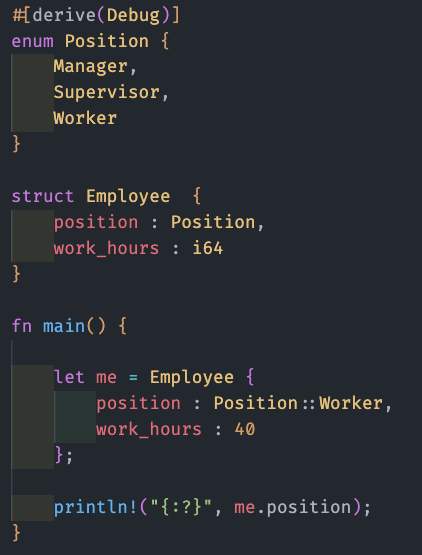 #[derive(Debug)]
enum Position {
    Manager,
    Supervisor,
    Worker
}
struct Employee  {
    position : Position,
    work_hours : i64
}
fn main() {
    let me = Employee {
        position : Position::Worker,
        work_hours : 40
    };
    println!("{:?}", me.position);
}